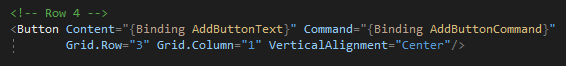 <!-- Row 4 -->
<Button Content="{Binding AddButtonText}" Command="{Binding AddButtonCommand}"
Grid.Row="3" Grid.Column="1" VerticalAlignment="Center"/>